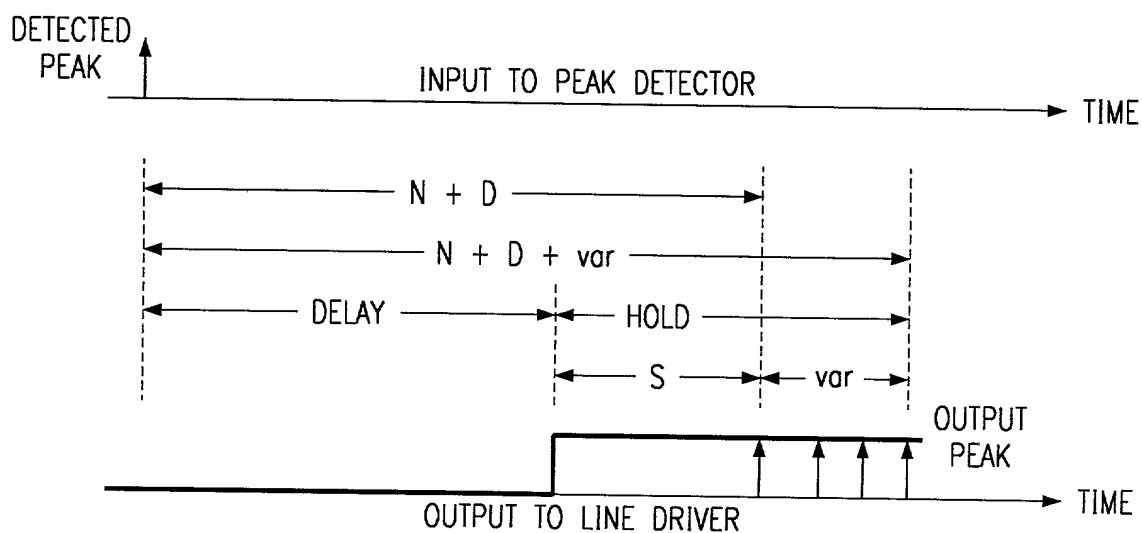 DETECTED
PEAK
INPUT TO PEAK DETECTOR
TIME
N + D
N + D + var
DELAY
HOLD
S
var
OUTPUT
PEAK
TIME
OUTPUT TO LINE DRIVER